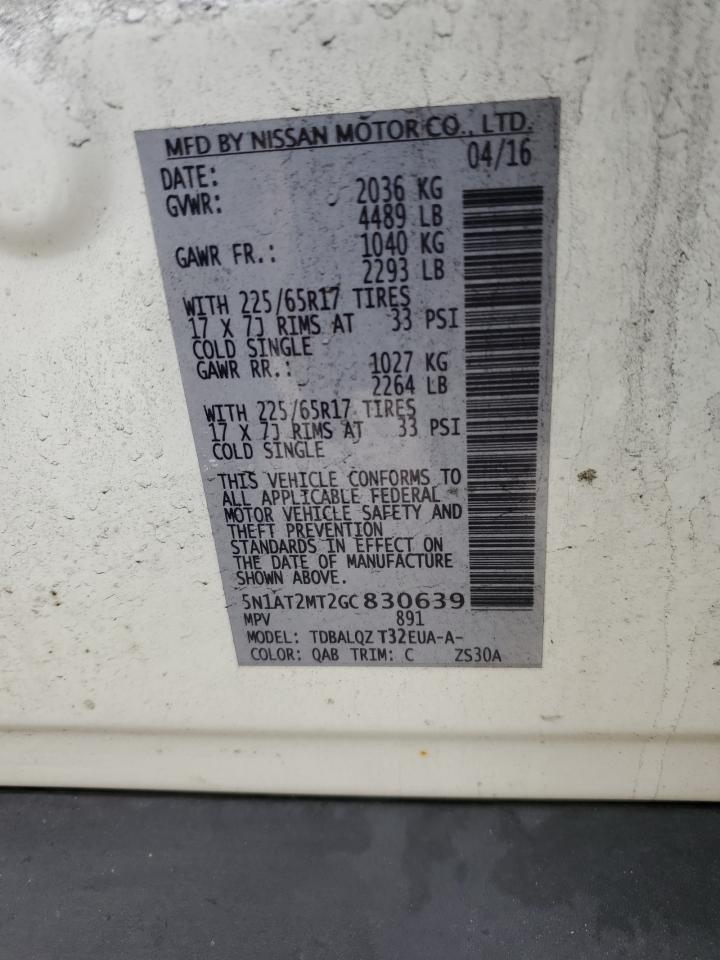 MFD BY NISSAN MOTOR CO., LTD.
DATE: 04/16
GVWR: 2036 KG
4489 LB
GAWR FR.: 1040 KG
2293 LB
WITH 225/65R17 TIRES
17 X 7J RIMS AT 33 PSI
COLD SINGLE
GAWR RR.: 1027 KG
2264 LB
WITH 225/65R17 TIRES
17 X 7J RIMS AT 33 PSI
COLD SINGLE
THIS VEHICLE CONFORMS TO
ALL APPLICABLE FEDERAL
MOTOR VEHICLE SAFETY AND
THEFT PREVENTION
STANDARDS IN EFFECT ON
THE DATE OF MANUFACTURE
SHOWN ABOVE.
5N1AT2MT2GC830639
MPV 891
MODEL: TDBALQZ T32EUA-A-
COLOR: QAB TRIM: C ZS30A